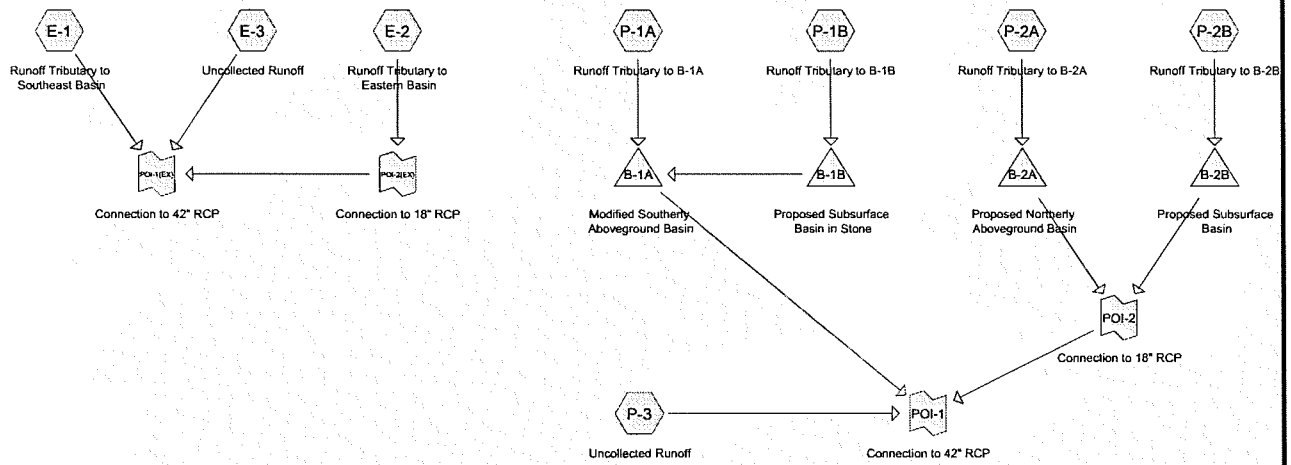 E-1
E-3
E-2
P-1A
P-1B
P-2A
P-2B
Runoff Tributary to
Southeast Basin
Uncollected Runoff
Runoff Tributary to
Eastern Basin
Runoff Tributary to B-1A
Runoff Tributary to B-1B
Runoff Tributary to B-2A
Runoff Tributary to B-2B
POI-1(EX)
POI-2(EX)
B-1A
B-1B
B-2A
B-2B
Connection to 42" RCP
Connection to 18" RCP
Modified Southerly
Aboveground Basin
Proposed Subsurface
Basin in Stone
Proposed Northerly
Aboveground Basin
Proposed Subsurface
Basin
POI-2
Connection to 18" RCP
P-3
POI-1
Uncollected Runoff
Connection to 42" RCP